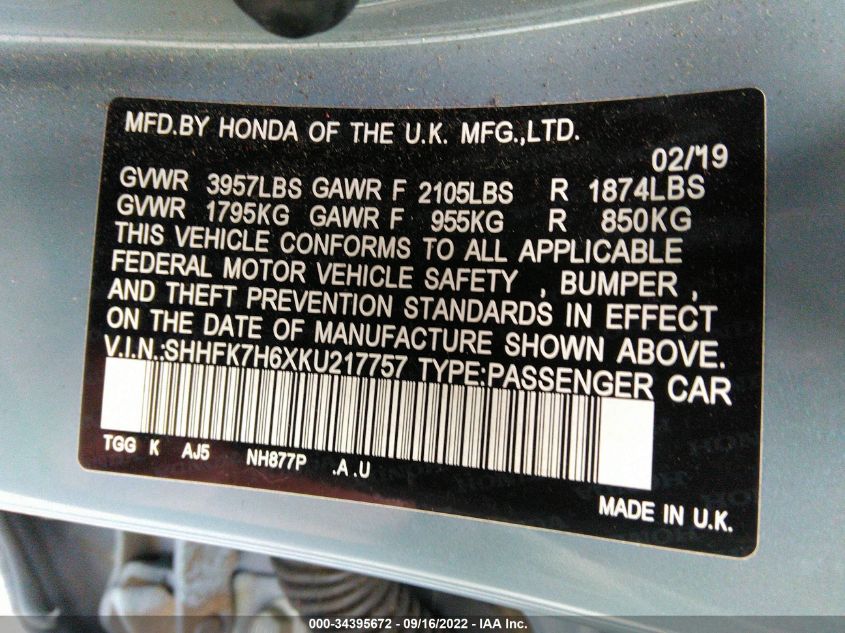 MFD.BY HONDA OF THE U.K. MFG.,LTD.
02/19
GVWR 3957LBS GAWR F 2105LBS R 1874LBS
GVWR 1795KG GAWR F 955KG R 850KG
THIS VEHICLE CONFORMS TO ALL APPLICABLE
FEDERAL MOTOR VEHICLE SAFETY , BUMPER ,
AND THEFT PREVENTION STANDARDS IN EFFECT
ON THE DATE OF MANUFACTURE SHOWN ABOVE.
V.I.N.:SHHFK7H6XKU217757 TYPE:PASSENGER CAR
TGG K AJ5 NH877P .A .U
MADE IN U.K.
000-34395672 - 09/16/2022 - IAA Inc.